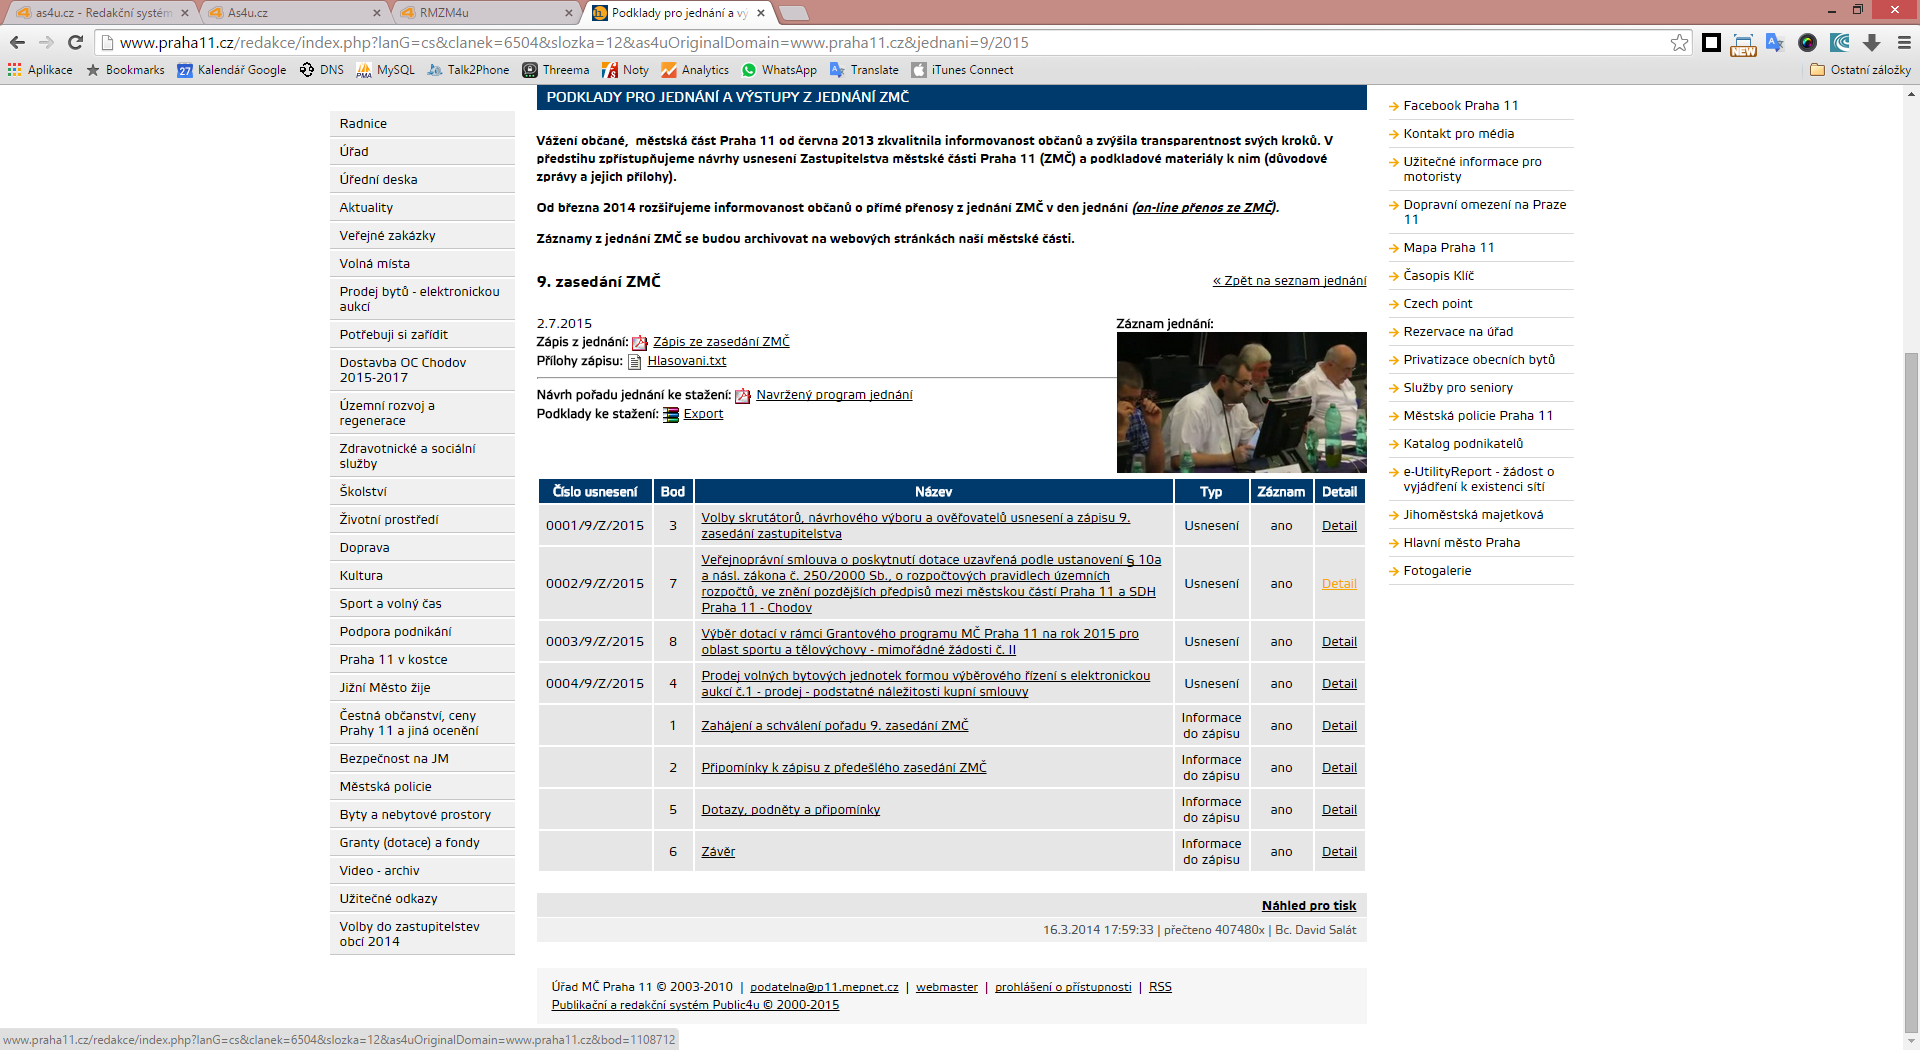 as4u.cz - Redakční systém
As4u.cz
RMZM4u
Podklady pro jednání a vý
www.praha11.cz/redakce/index.php?lanG=cs&clanek=6504&slozka=12&as4uOriginalDomain=www.praha11.cz&jednani=9/2015
NEW
Aplikace
Bookmarks
27 Kalendář Google
DNS
PMA MySQL
Talk2Phone
Threema
Noty
Analytics
WhatsApp
Translate
iTunes Connect
Ostatní záložky
Radnice
Úřad
Úřední deska
Aktuality
Veřejné zakázky
Volná místa
Prodej bytů - elektronickou
aukcí
Potřebuji si zařídit
Dostavba OC Chodov
2015-2017
Územní rozvoj a
regenerace
Zdravotnické a sociální
služby
Školství
Životní prostředí
Doprava
Kultura
Sport a volný čas
Podpora podnikání
Praha 11 v kostce
Jižní Město žije
Čestná občanství, ceny
Prahy 11 a jiná ocenění
Bezpečnost na JM
Městská policie
Byty a nebytové prostory
Granty (dotace) a fondy
Video - archiv
Užitečné odkazy
Volby do zastupitelstev
obcí 2014
PODKLADY PRO JEDNÁNÍ A VÝSTUPY Z JEDNÁNÍ ZMČ
Vážení občané,  městská část Praha 11 od června 2013 zkvalitnila informovanost občanů a zvýšila transparentnost svých kroků. V
předstihu zpřístupňujeme návrhy usnesení Zastupitelstva městské části Praha 11 (ZMČ) a podkladové materiály k nim (důvodové
zprávy a jejich přílohy).
Od března 2014 rozšiřujeme informovanost občanů o přímé přenosy z jednání ZMČ v den jednání (on-line přenos ze ZMČ).
Záznamy z jednání ZMČ se budou archivovat na webových stránkách naší městské části.
9. zasedání ZMČ
« Zpět na seznam jednání
2.7.2015
Zápis z jednání: Zápis ze zasedání ZMČ
Přílohy zápisu: Hlasovani.txt
Návrh pořadu jednání ke stažení: Navržený program jednání
Podklady ke stažení: Export
Záznam jednání:
Číslo usnesení Bod Název Typ Záznam Detail
0001/9/Z/2015 3 Volby skrutátorů, návrhového výboru a ověřovatelů usnesení a zápisu 9.
zasedání zastupitelstva Usnesení ano Detail
0002/9/Z/2015 7 Veřejnoprávní smlouva o poskytnutí dotace uzavřená podle ustanovení § 10a
a násl. zákona č. 250/2000 Sb., o rozpočtových pravidlech územních
rozpočtů, ve znění pozdějších předpisů mezi městskou částí Praha 11 a SDH
Praha 11 - Chodov Usnesení ano Detail
0003/9/Z/2015 8 Výběr dotací v rámci Grantového programu MČ Praha 11 na rok 2015 pro
oblast sportu a tělovýchovy - mimořádné žádosti č. II Usnesení ano Detail
0004/9/Z/2015 4 Prodej volných bytových jednotek formou výběrového řízení s elektronickou
aukcí č.1 - prodej - podstatné náležitosti kupní smlouvy Usnesení ano Detail
1 Zahájení a schválení pořadu 9. zasedání ZMČ Informace
do zápisu ano Detail
2 Připomínky k zápisu z předešlého zasedání ZMČ Informace
do zápisu ano Detail
5 Dotazy, podněty a připomínky Informace
do zápisu ano Detail
6 Závěr Informace
do zápisu ano Detail
Náhled pro tisk
16.3.2014 17:59:33 | přečteno 407480x | Bc. David Salát
Úřad MČ Praha 11 © 2003-2010 | podatelna@p11.mepnet.cz | webmaster | prohlášení o přístupnosti | RSS
Publikační a redakční systém Public4u © 2000-2015
Facebook Praha 11
Kontakt pro média
Užitečné informace pro
motoristy
Dopravní omezení na Praze
11
Mapa Praha 11
Časopis Klíč
Czech point
Rezervace na úřad
Privatizace obecních bytů
Služby pro seniory
Městská policie Praha 11
Katalog podnikatelů
e-UtilityReport - žádost o
vyjádření k existenci sítí
Jihoměstská majetková
Hlavní město Praha
Fotogalerie
www.praha11.cz/redakce/index.php?lanG=cs&clanek=6504&slozka=12&as4uOriginalDomain=www.praha11.cz&bod=1108712